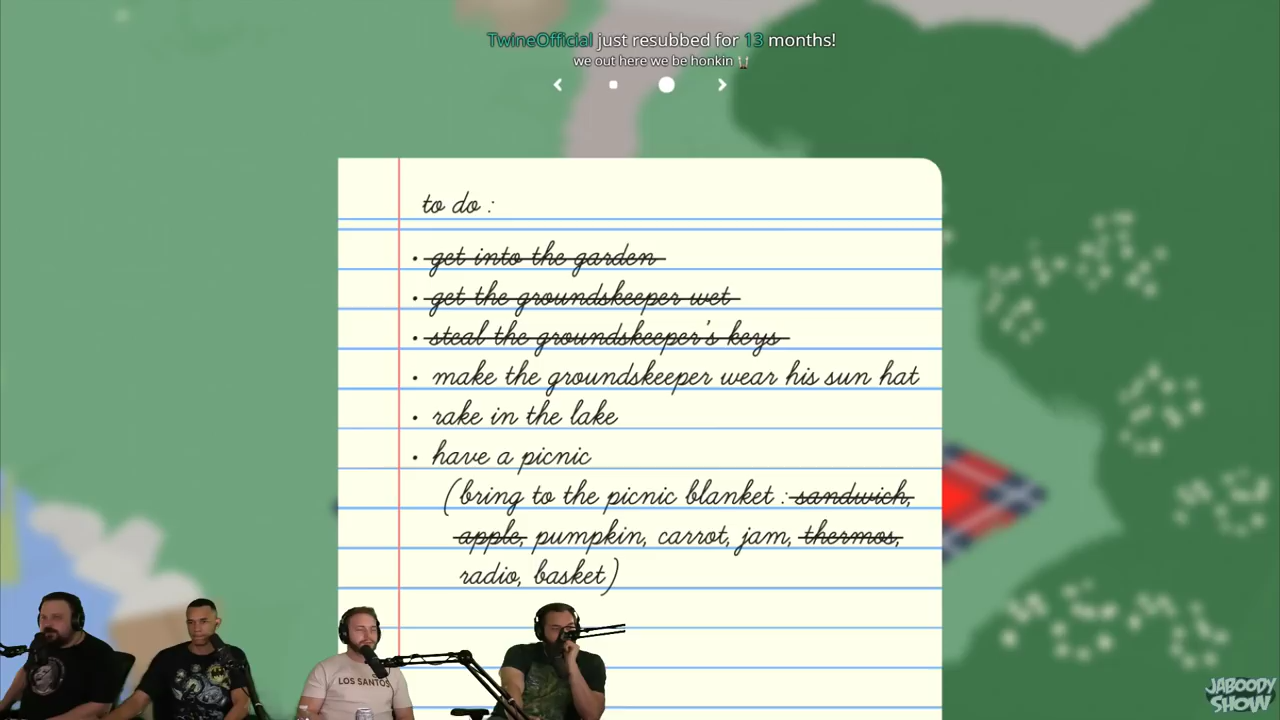 TwineOfficial just resubbed for 13 months!
we out here we be honkin
to do :
• get into the garden
• get the groundskeeper wet
• steal the groundskeeper's keys
• make the groundskeeper wear his sun hat
• rake in the lake
• have a picnic
(bring to the picnic blanket : sandwich,
apple, pumpkin, carrot, jam, thermos,
radio, basket)
LOS SANTOS
JABOODY
SHOW